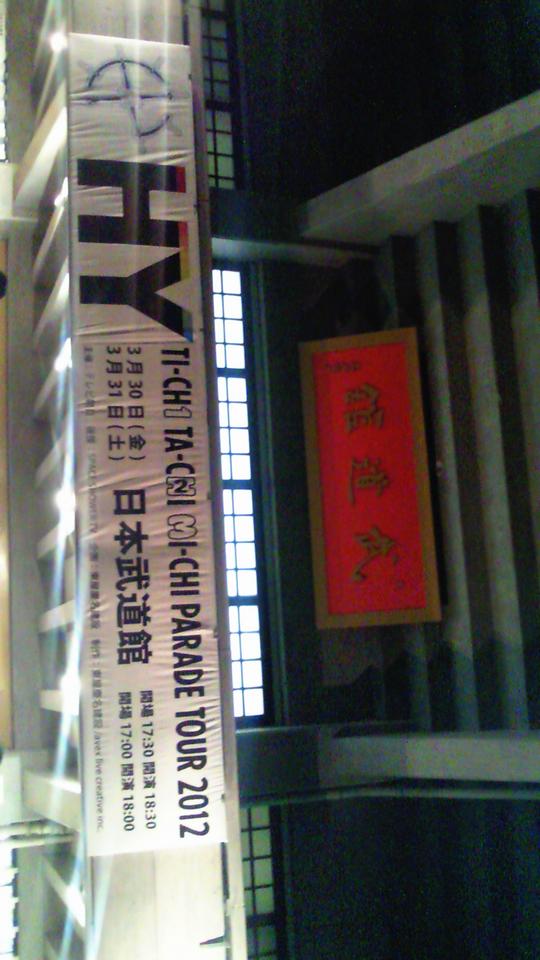 館道武
HY
TI-CHI TA-CHI MI-CHI PARADE TOUR 2012
3月30日(金)
3月31日(土)
日本武道館
開場 17:30 開演 18:30
開場 17:00 開演 18:00